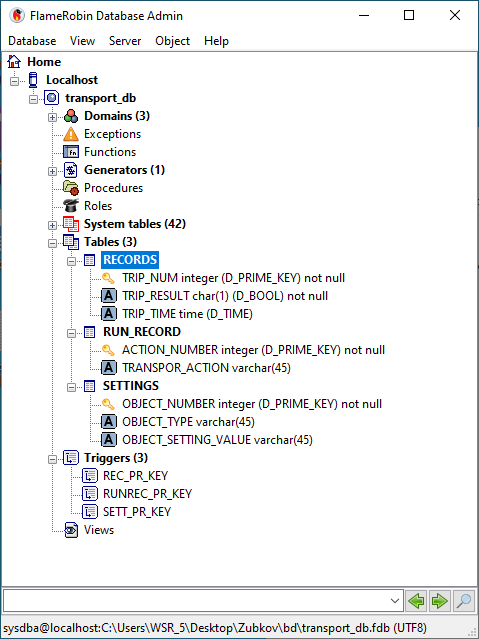 FlameRobin Database Admin
Database View Server Object Help
Home
Localhost
transport_db
Domains (3)
Exceptions
Fn Functions
Generators (1)
Procedures
Roles
System tables (42)
Tables (3)
RECORDS
TRIP_NUM integer (D_PRIME_KEY) not null
A TRIP_RESULT char(1) (D_BOOL) not null
A TRIP_TIME time (D_TIME)
RUN_RECORD
ACTION_NUMBER integer (D_PRIME_KEY) not null
A TRANSPOR_ACTION varchar(45)
SETTINGS
OBJECT_NUMBER integer (D_PRIME_KEY) not null
A OBJECT_TYPE varchar(45)
A OBJECT_SETTING_VALUE varchar(45)
Triggers (3)
REC_PR_KEY
RUNREC_PR_KEY
SETT_PR_KEY
Views
sysdba@localhost:C:\Users\WSR_5\Desktop\Zubkov\bd\transport_db.fdb (UTF8)